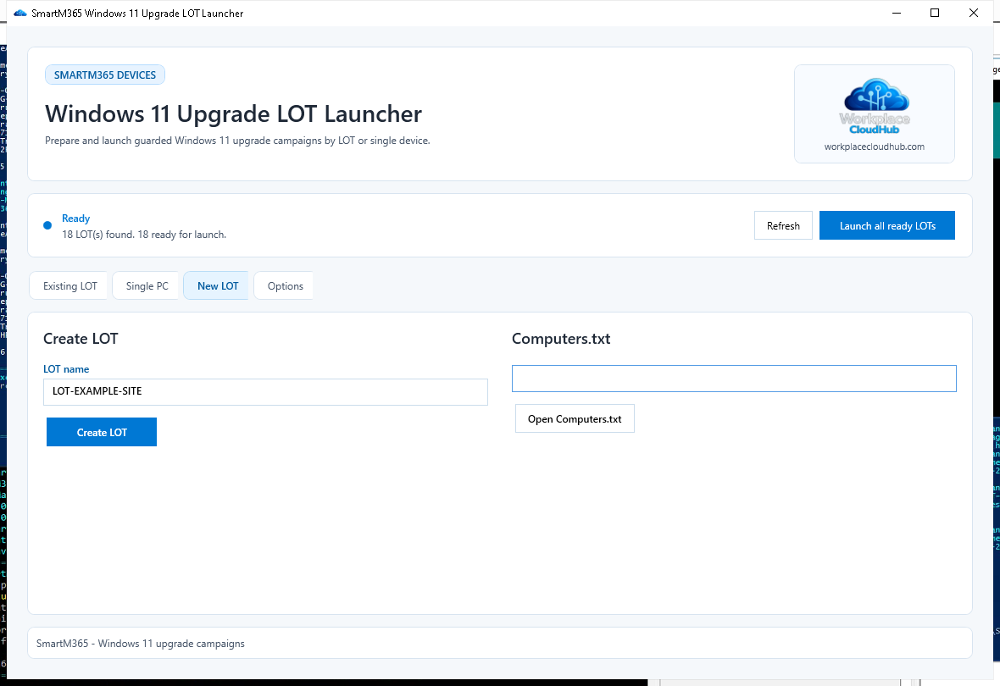 SmartM365 Windows 11 Upgrade LOT Launcher
SMARTM365 DEVICES
Windows 11 Upgrade LOT Launcher
Prepare and launch guarded Windows 11 upgrade campaigns by LOT or single device.
Workplace
CloudHub
workplacecloudhub.com
Ready
18 LOT(s) found. 18 ready for launch.
Refresh
Launch all ready LOTs
Existing LOT
Single PC
New LOT
Options
Create LOT
LOT name
LOT-EXAMPLE-SITE
Create LOT
Computers.txt
Open Computers.txt
SmartM365 - Windows 11 upgrade campaigns